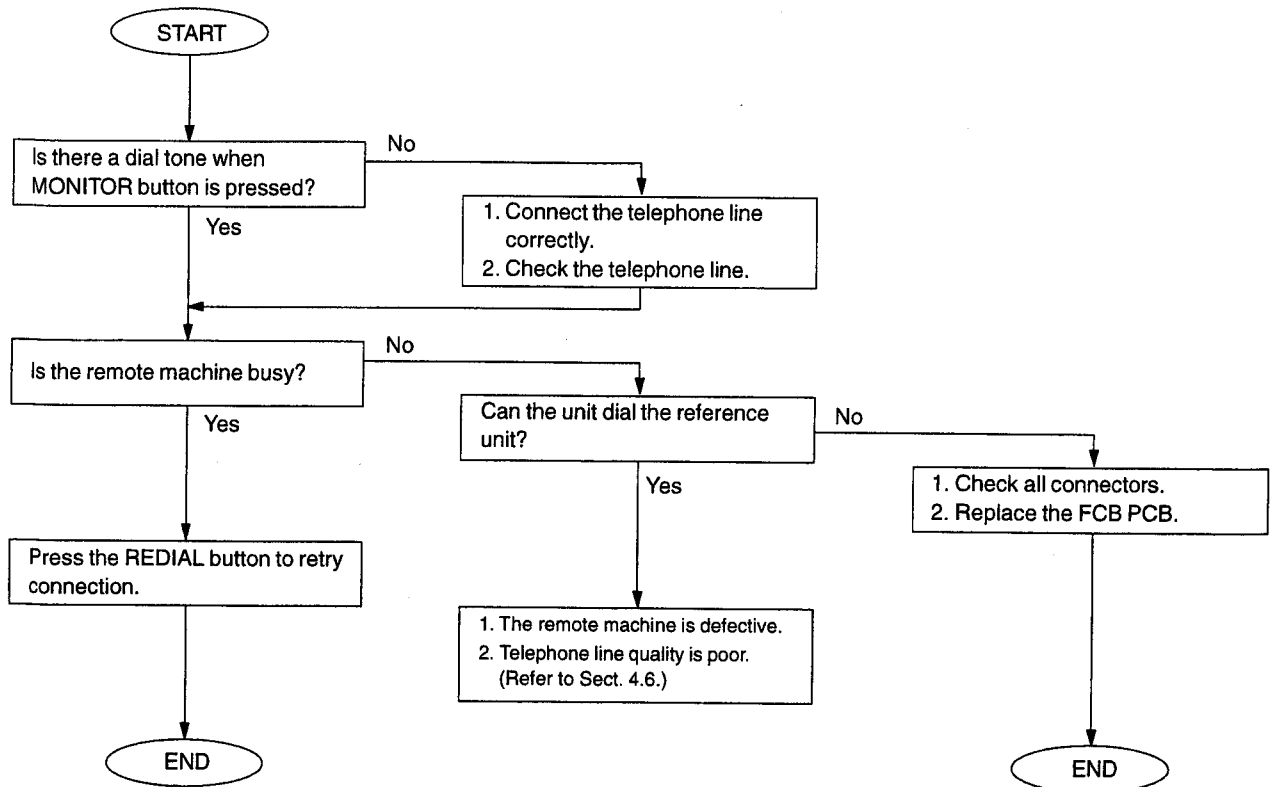 START
Is there a dial tone when
MONITOR button is pressed?
No
Yes
1. Connect the telephone line
correctly.
2. Check the telephone line.
Is the remote machine busy?
No
Yes
Can the unit dial the reference
unit?
No
Yes
1. Check all connectors.
2. Replace the FCB PCB.
Press the REDIAL button to retry
connection.
1. The remote machine is defective.
2. Telephone line quality is poor.
(Refer to Sect. 4.6.)
END
END